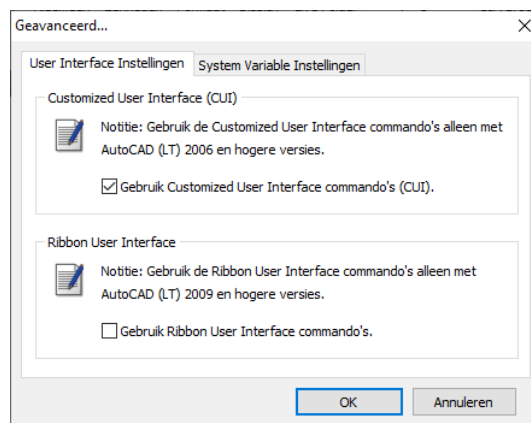 Geavanceerd...
User Interface Instellingen
System Variable Instellingen
Customized User Interface (CUI)
Notitie: Gebruik de Customized User Interface commando's alleen met
AutoCAD (LT) 2006 en hogere versies.
Gebruik Customized User Interface commando's (CUI).
Ribbon User Interface
Notitie: Gebruik de Ribbon User Interface commando's alleen met
AutoCAD (LT) 2009 en hogere versies.
Gebruik Ribbon User Interface commando's.
OK
Annuleren